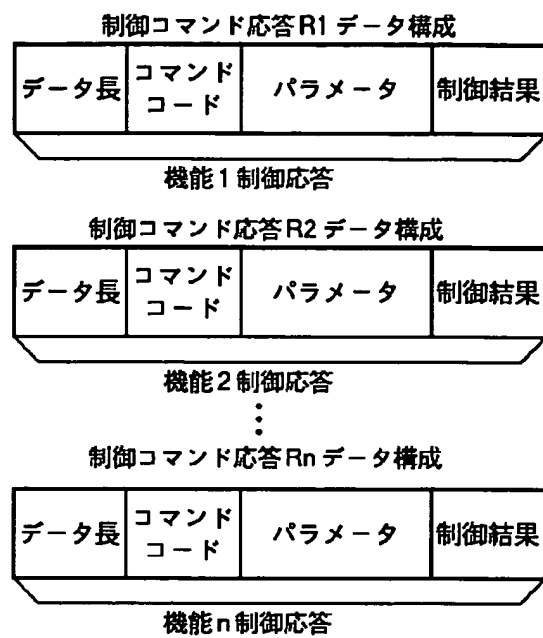 制御コマンド応答R1データ構成
データ長 コマンドコード パラメータ 制御結果
機能1制御応答
制御コマンド応答R2データ構成
データ長 コマンドコード パラメータ 制御結果
機能2制御応答
⋮
制御コマンド応答Rnデータ構成
データ長 コマンドコード パラメータ 制御結果
機能n制御応答